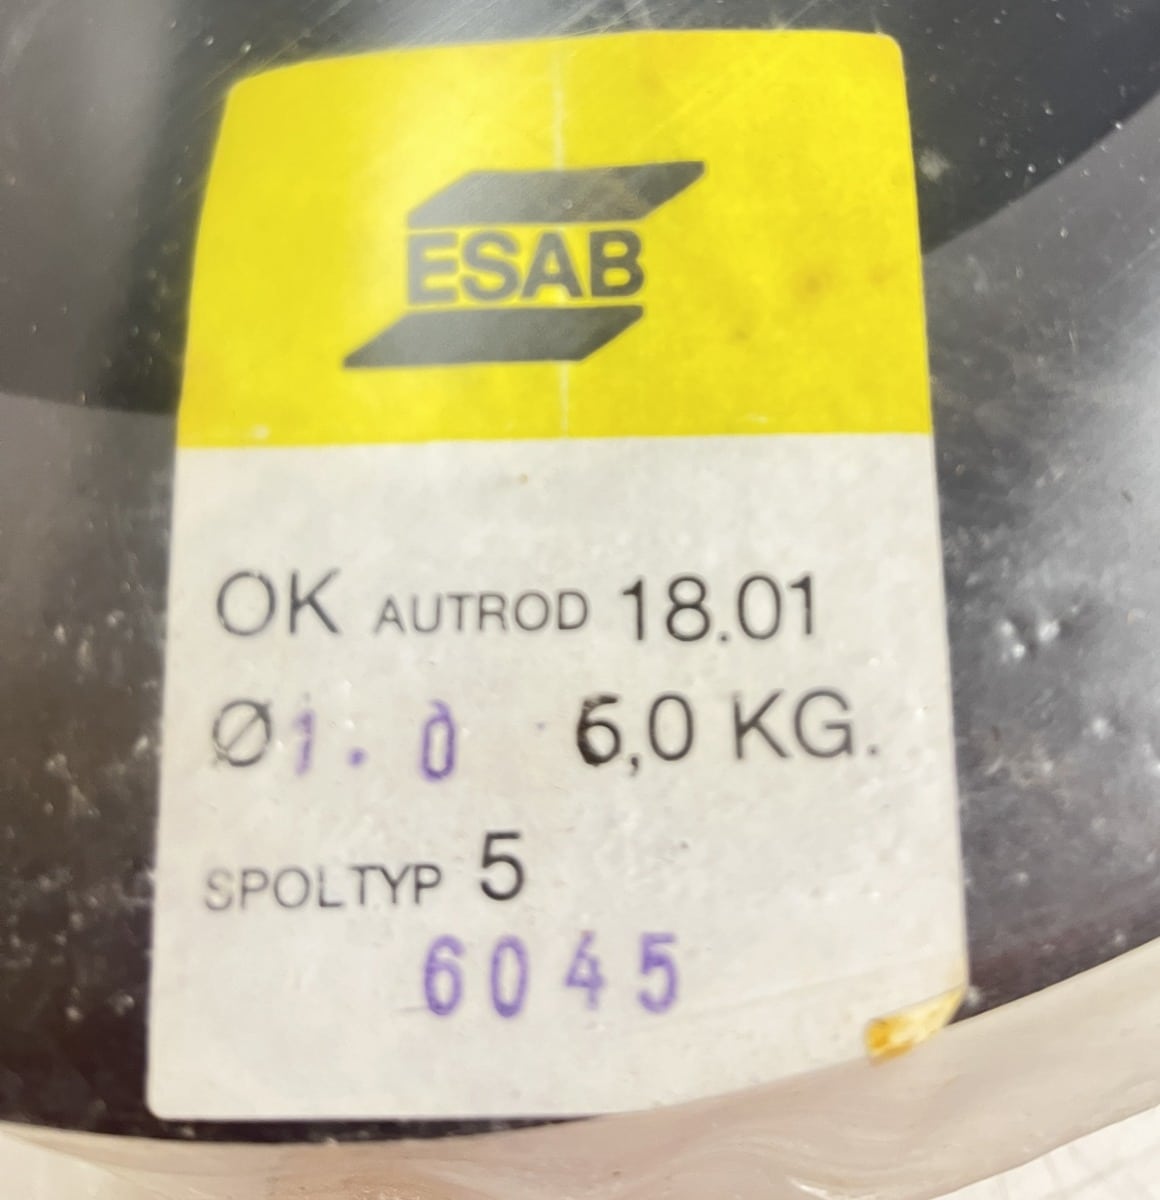 ESAB
OK AUTROD 18.01
Ø1.0 6,0 KG.
SPOLTYP 5
6045